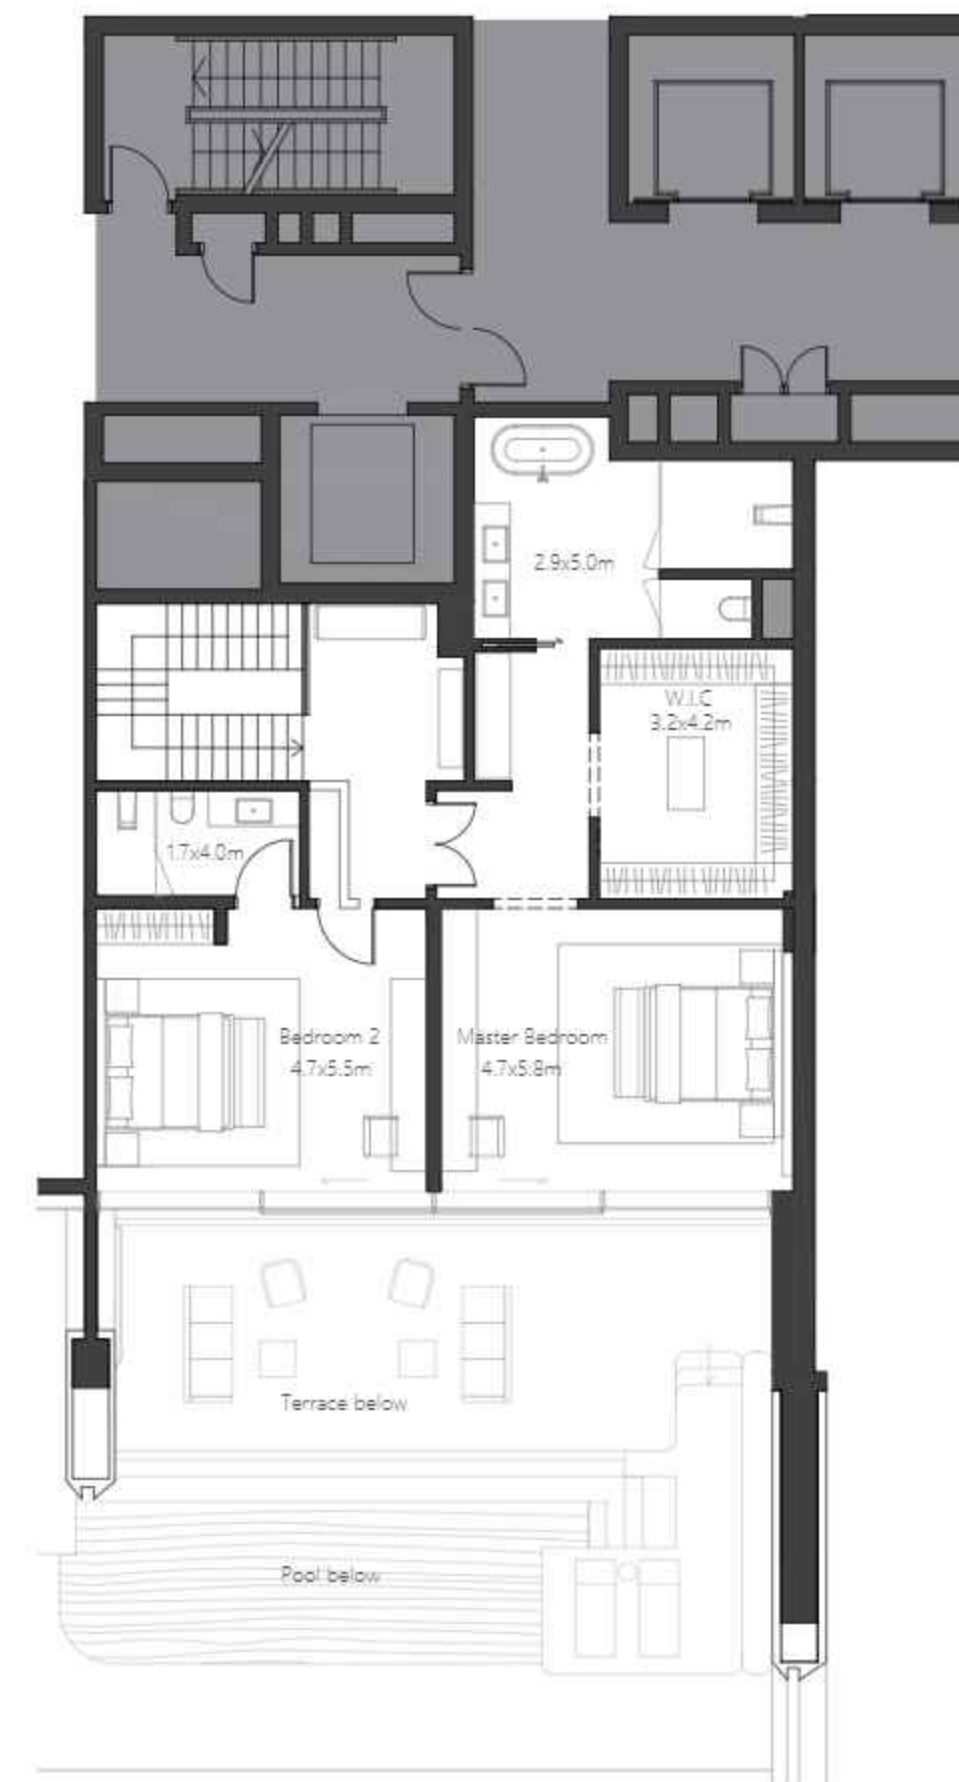 2.9x5.0m
W.I.C
3.2x4.2m
1.7x4.0m
Bedroom 2
4.7x5.5m
Master Bedroom
4.7x5.8m
Terrace below
Pool below